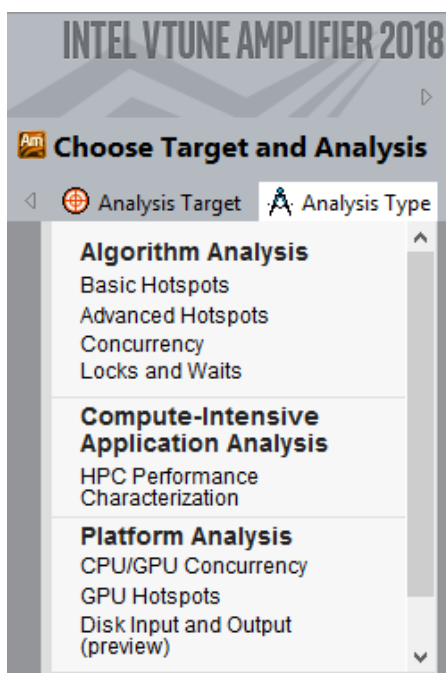 INTEL VTUNE AMPLIFIER 2018
Am Choose Target and Analysis
Analysis Target Analysis Type
Algorithm Analysis
Basic Hotspots
Advanced Hotspots
Concurrency
Locks and Waits
Compute-Intensive
Application Analysis
HPC Performance
Characterization
Platform Analysis
CPU/GPU Concurrency
GPU Hotspots
Disk Input and Output
(preview)